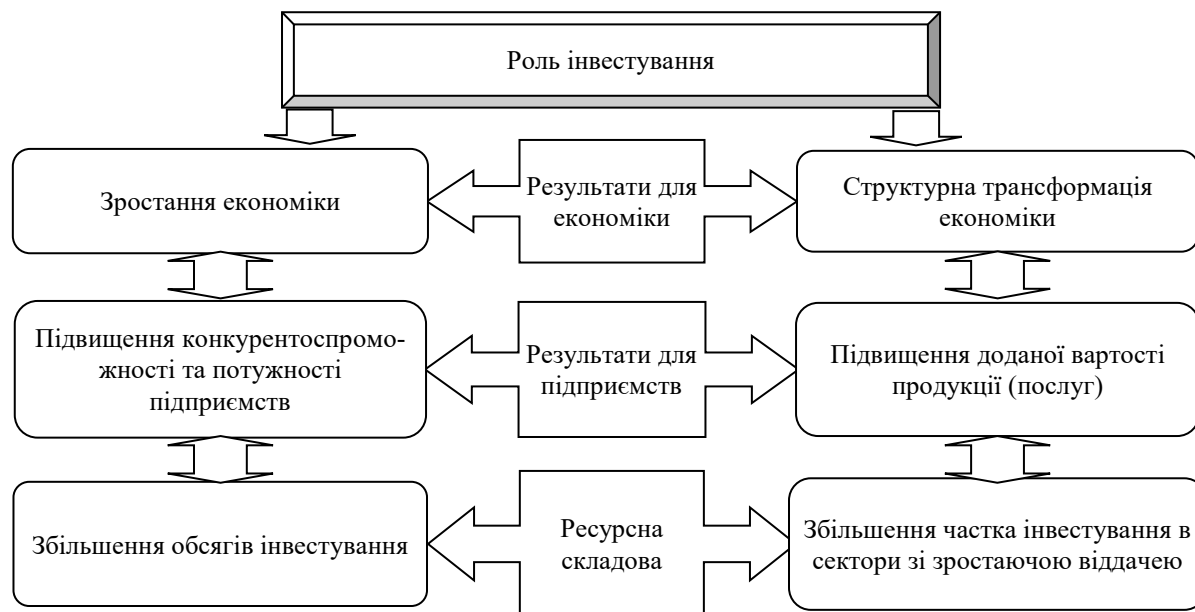 Роль інвестування
Зростання економіки
Результати для
економіки
Структурна трансформація
економіки
Підвищення конкурентоспромо-
жності та потужності
підприємств
Результати для
підприємств
Підвищення доданої вартості
продукції (послуг)
Збільшення обсягів інвестування
Ресурсна
складова
Збільшення частка інвестування в
сектори зі зростаючою віддачею